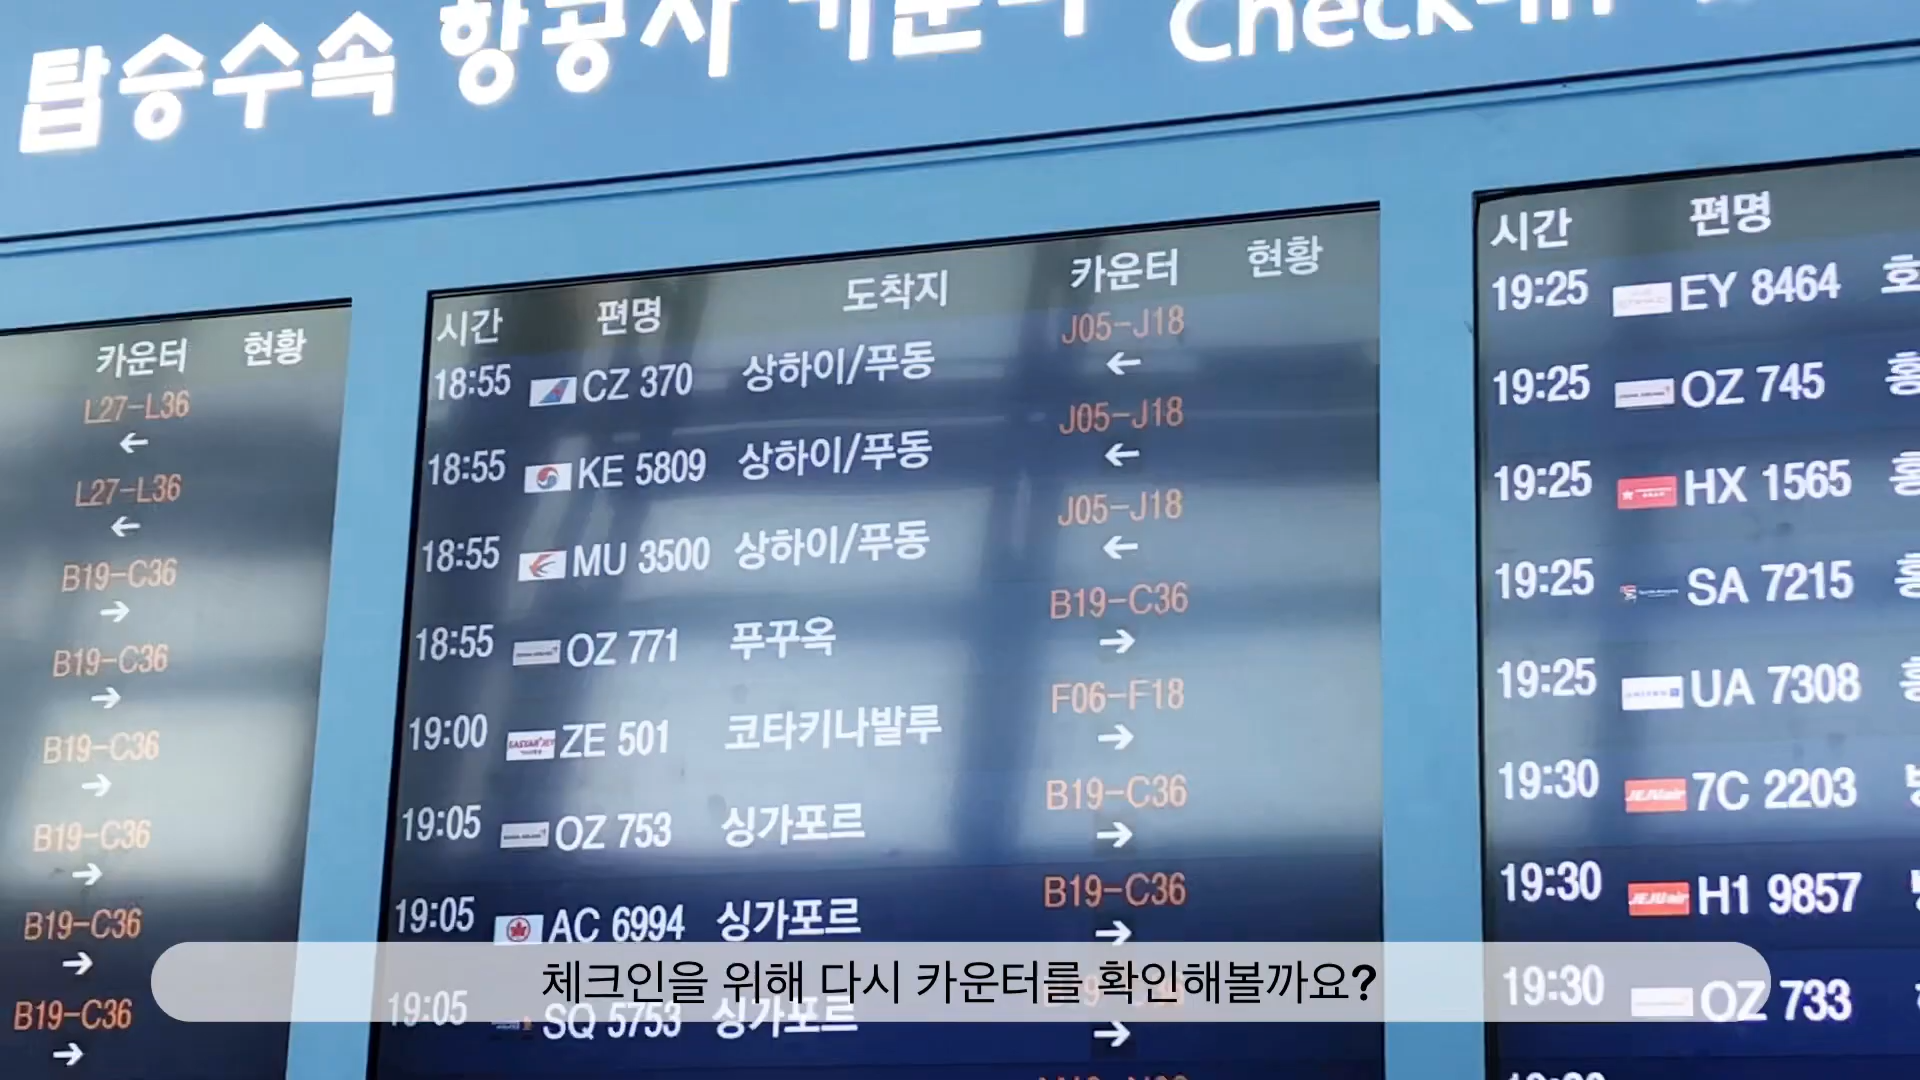 탑승수속 항공사 카운터 Check-in
카운터 현황
L27-L36
←
L27-L36
←
B19-C36
→
B19-C36
→
B19-C36
→
B19-C36
→
B19-C36
→
B19-C36
→
시간 편명 도착지 카운터 현황
18:55 CZ 370 상하이/푸동 J05-J18
←
18:55 KE 5809 상하이/푸동 J05-J18
←
18:55 MU 3500 상하이/푸동 J05-J18
←
18:55 OZ 771 푸꾸옥 B19-C36
→
19:00 EASTAR JET ZE 501 코타키나발루 F06-F18
→
19:05 OZ 753 싱가포르 B19-C36
→
19:05 AC 6994 싱가포르 B19-C36
→
19:05 SQ 5753 싱가포르
→
시간 편명
19:25 EY 8464
19:25 OZ 745
19:25 HX 1565
19:25 SA 7215
19:25 UA 7308
19:30 JEJUair 7C 2203
19:30 JEJUair H1 9857
19:30 OZ 733
체크인을 위해 다시 카운터를 확인해볼까요?